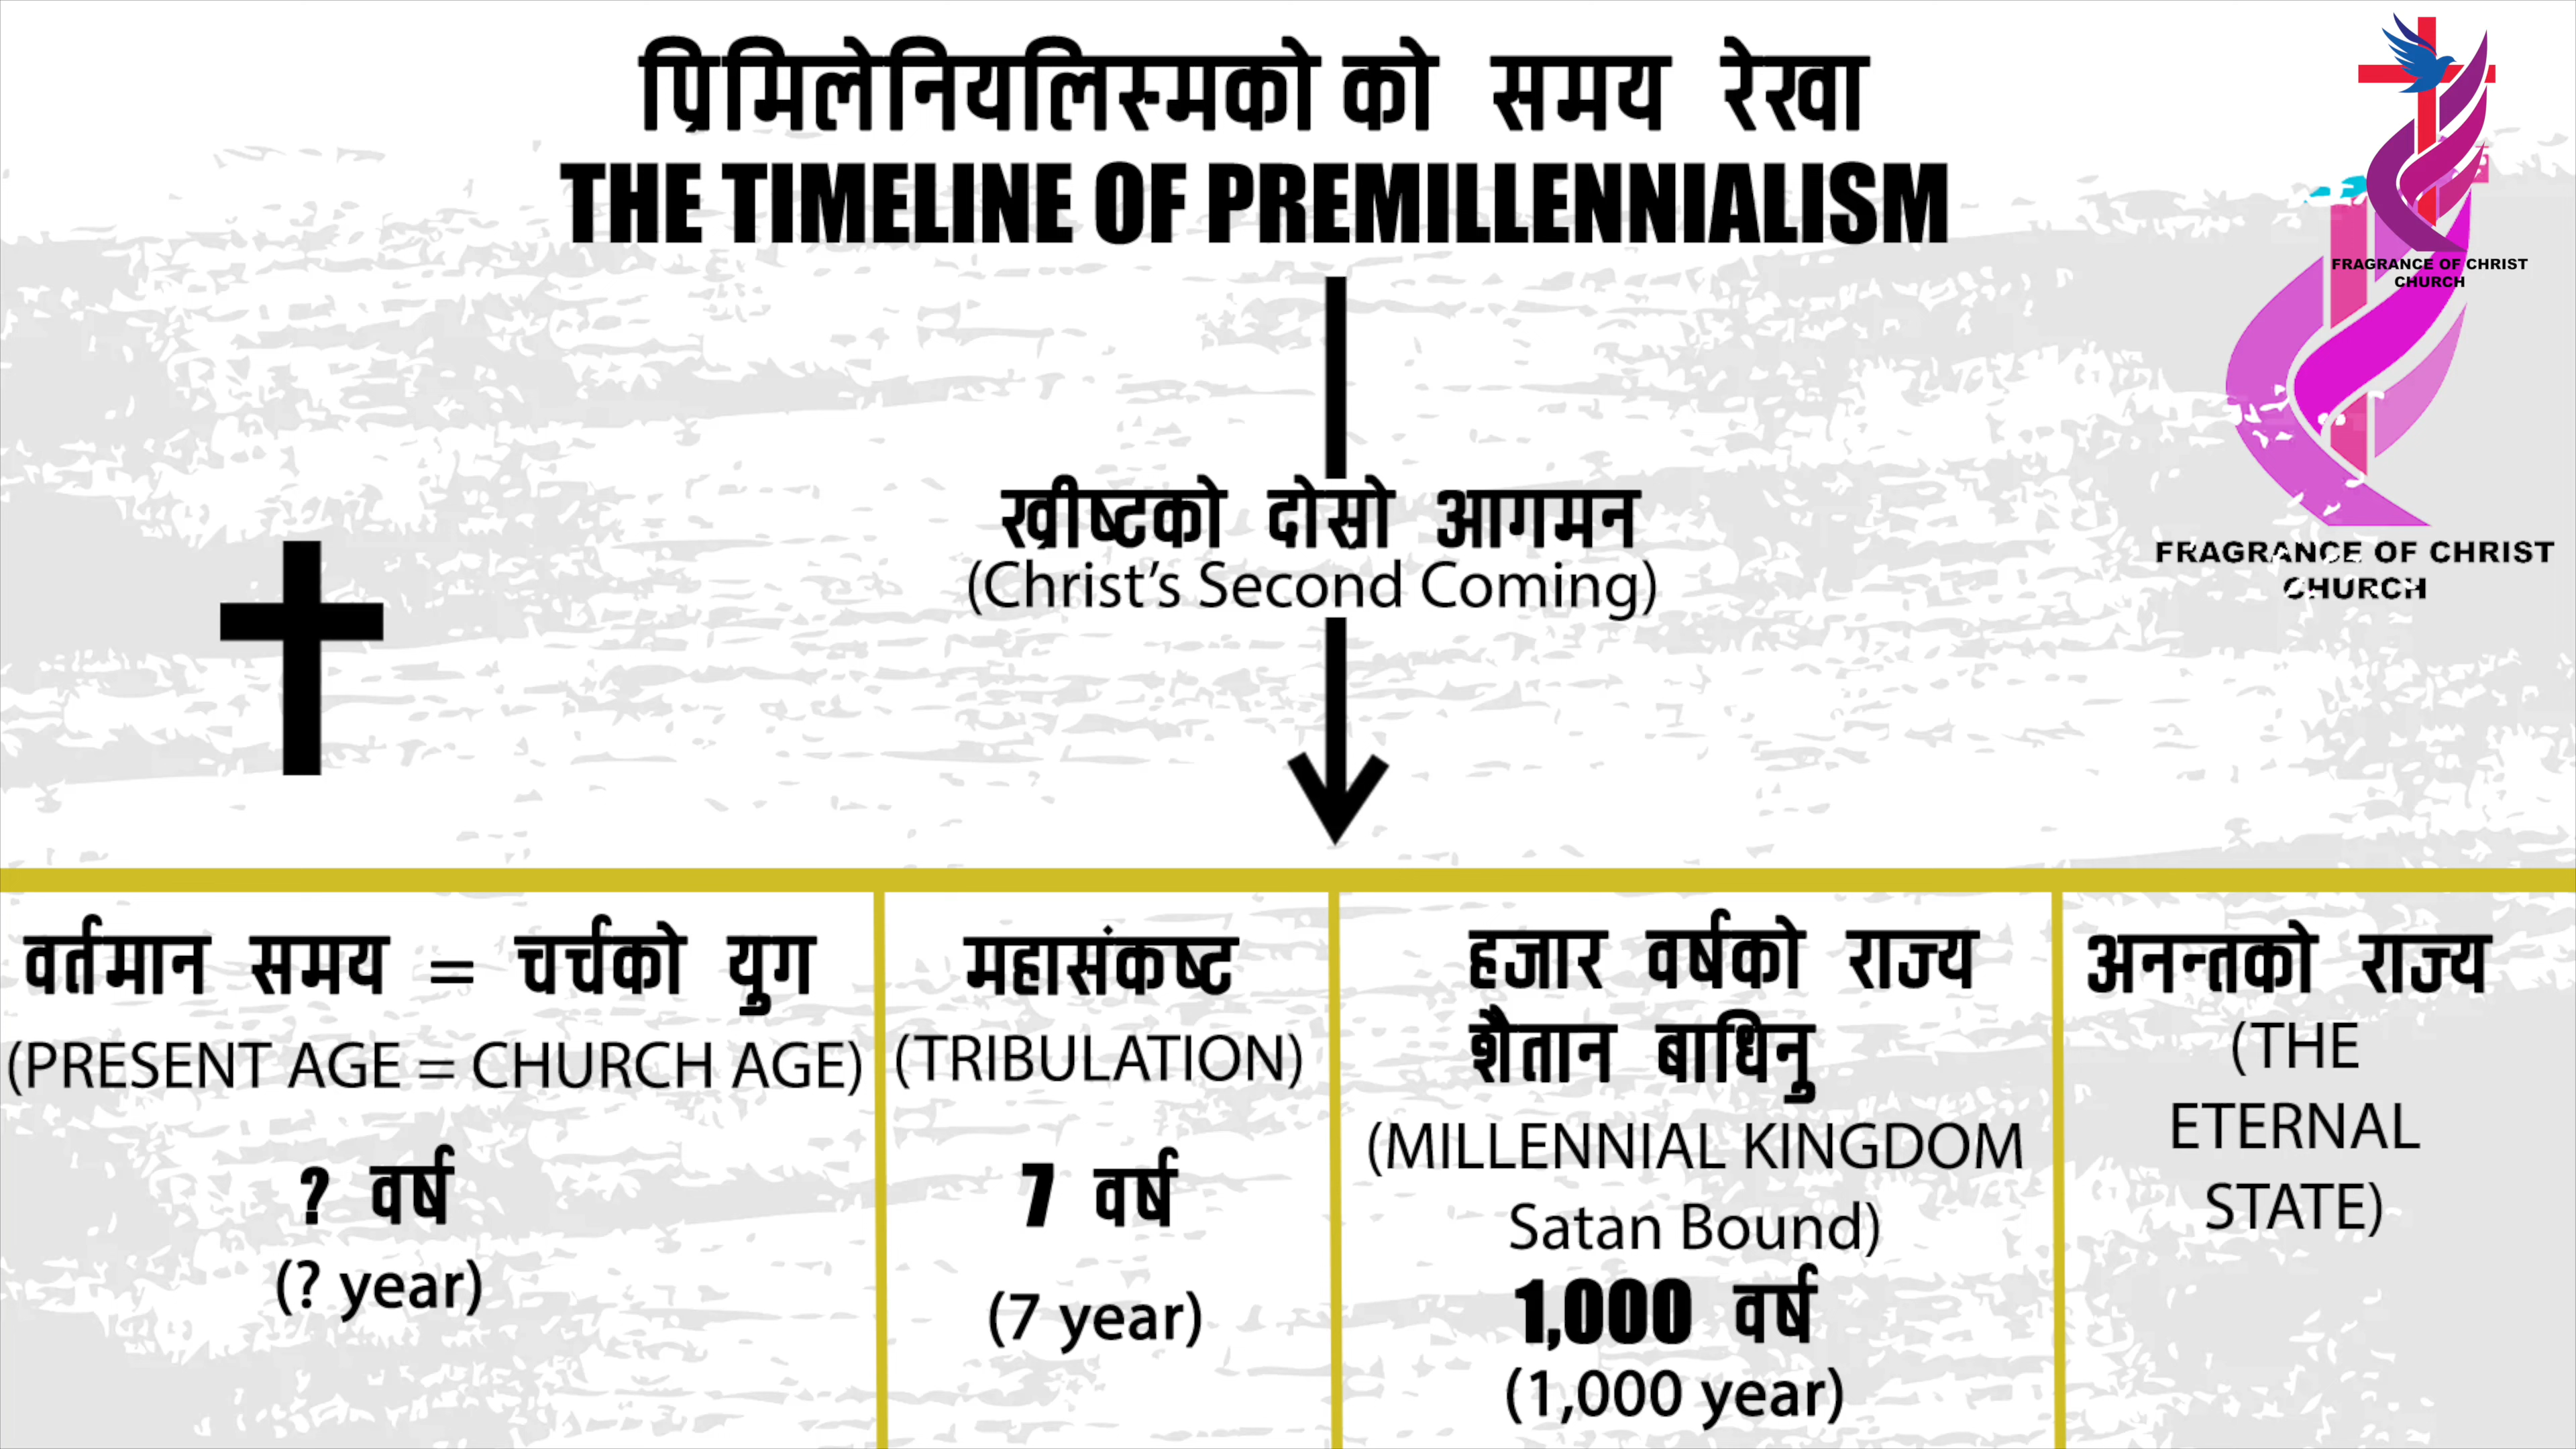 प्रिमिलेनियलिस्मको को समय रेखा
THE TIMELINE OF PREMILLENNIALISM
FRAGRANCE OF CHRIST
CHURCH
ख्रीष्टको दोस्रो आगमन
(Christ’s Second Coming)
FRAGRANCE OF CHRIST
CHURCH
वर्तमान समय = चर्चको युग
(PRESENT AGE = CHURCH AGE)
? वर्ष
(? year)
महासंकष्ट
(TRIBULATION)
7 वर्ष
(7 year)
हजार वर्षको राज्य
शैतान बाधिनु
(MILLENNIAL KINGDOM
Satan Bound)
1,000 वर्ष
(1,000 year)
अनन्तको राज्य
(THE
ETERNAL
STATE)